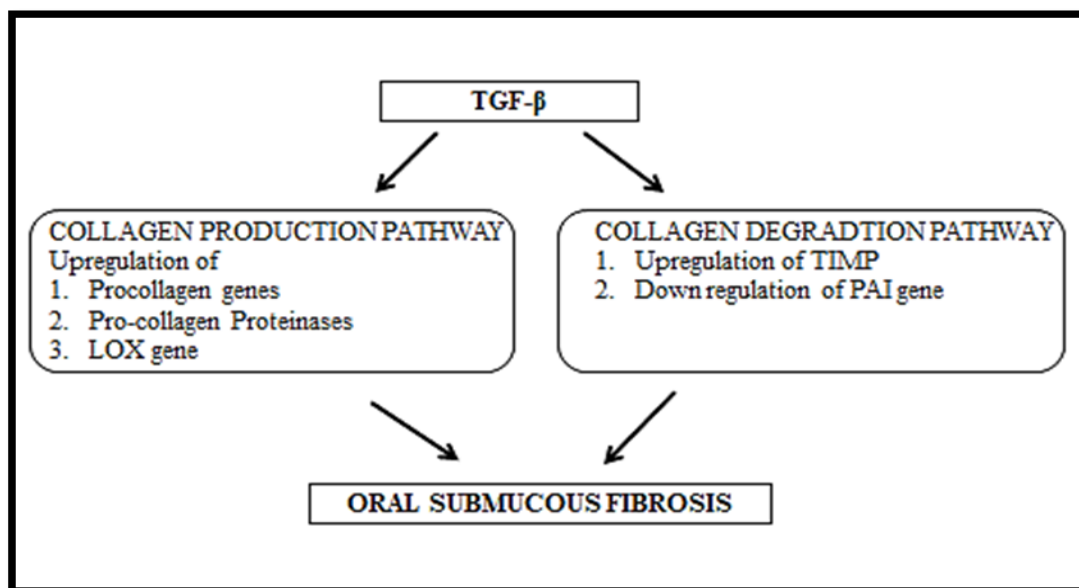 TGF-β
COLLAGEN PRODUCTION PATHWAY
Upregulation of
1. Procollagen genes
2. Pro-collagen Proteinases
3. LOX gene
COLLAGEN DEGRADTION PATHWAY
1. Upregulation of TIMP
2. Down regulation of PAI gene
ORAL SUBMUCOUS FIBROSIS